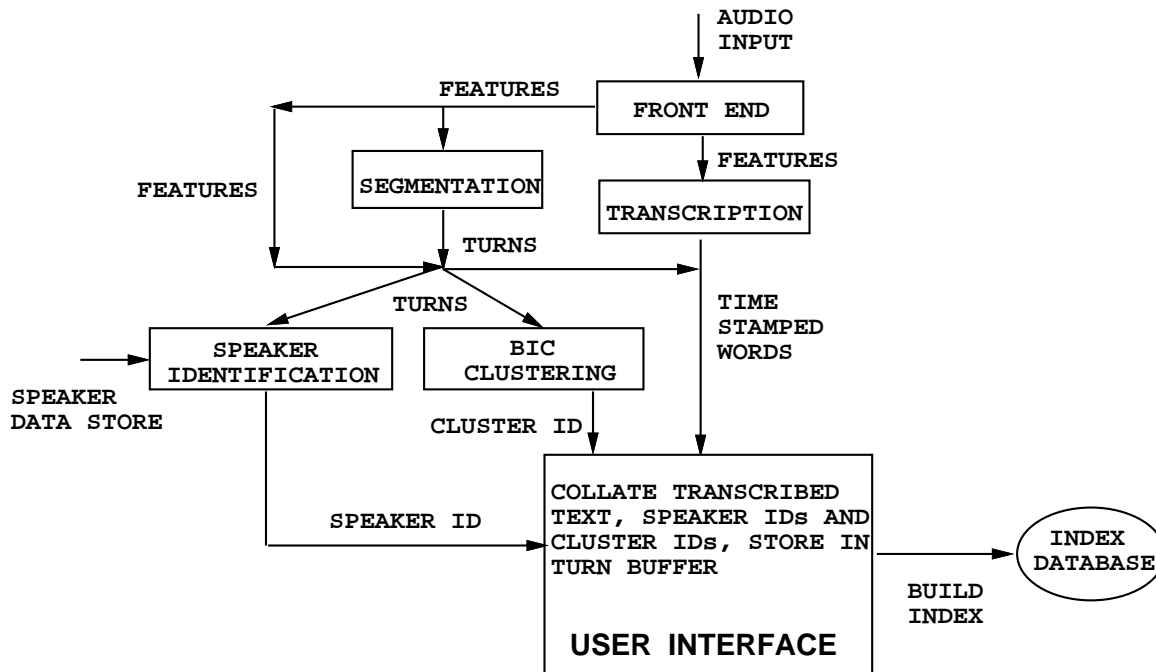 AUDIO
INPUT
FEATURES
FRONT END
FEATURES
SEGMENTATION
FEATURES
TRANSCRIPTION
TURNS
TURNS
TIME
STAMPED
WORDS
SPEAKER
IDENTIFICATION
BIC
CLUSTERING
SPEAKER
DATA STORE
CLUSTER ID
COLLATE TRANSCRIBED
TEXT, SPEAKER IDs AND
CLUSTER IDs, STORE IN
TURN BUFFER
SPEAKER ID
INDEX
DATABASE
BUILD
INDEX
USER INTERFACE